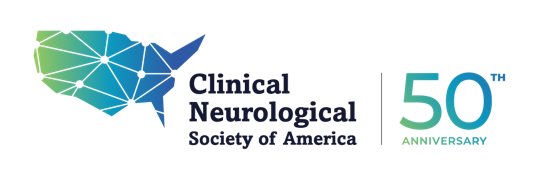 Clinical
Neurological
Society of America
50TH
ANNIVERSARY